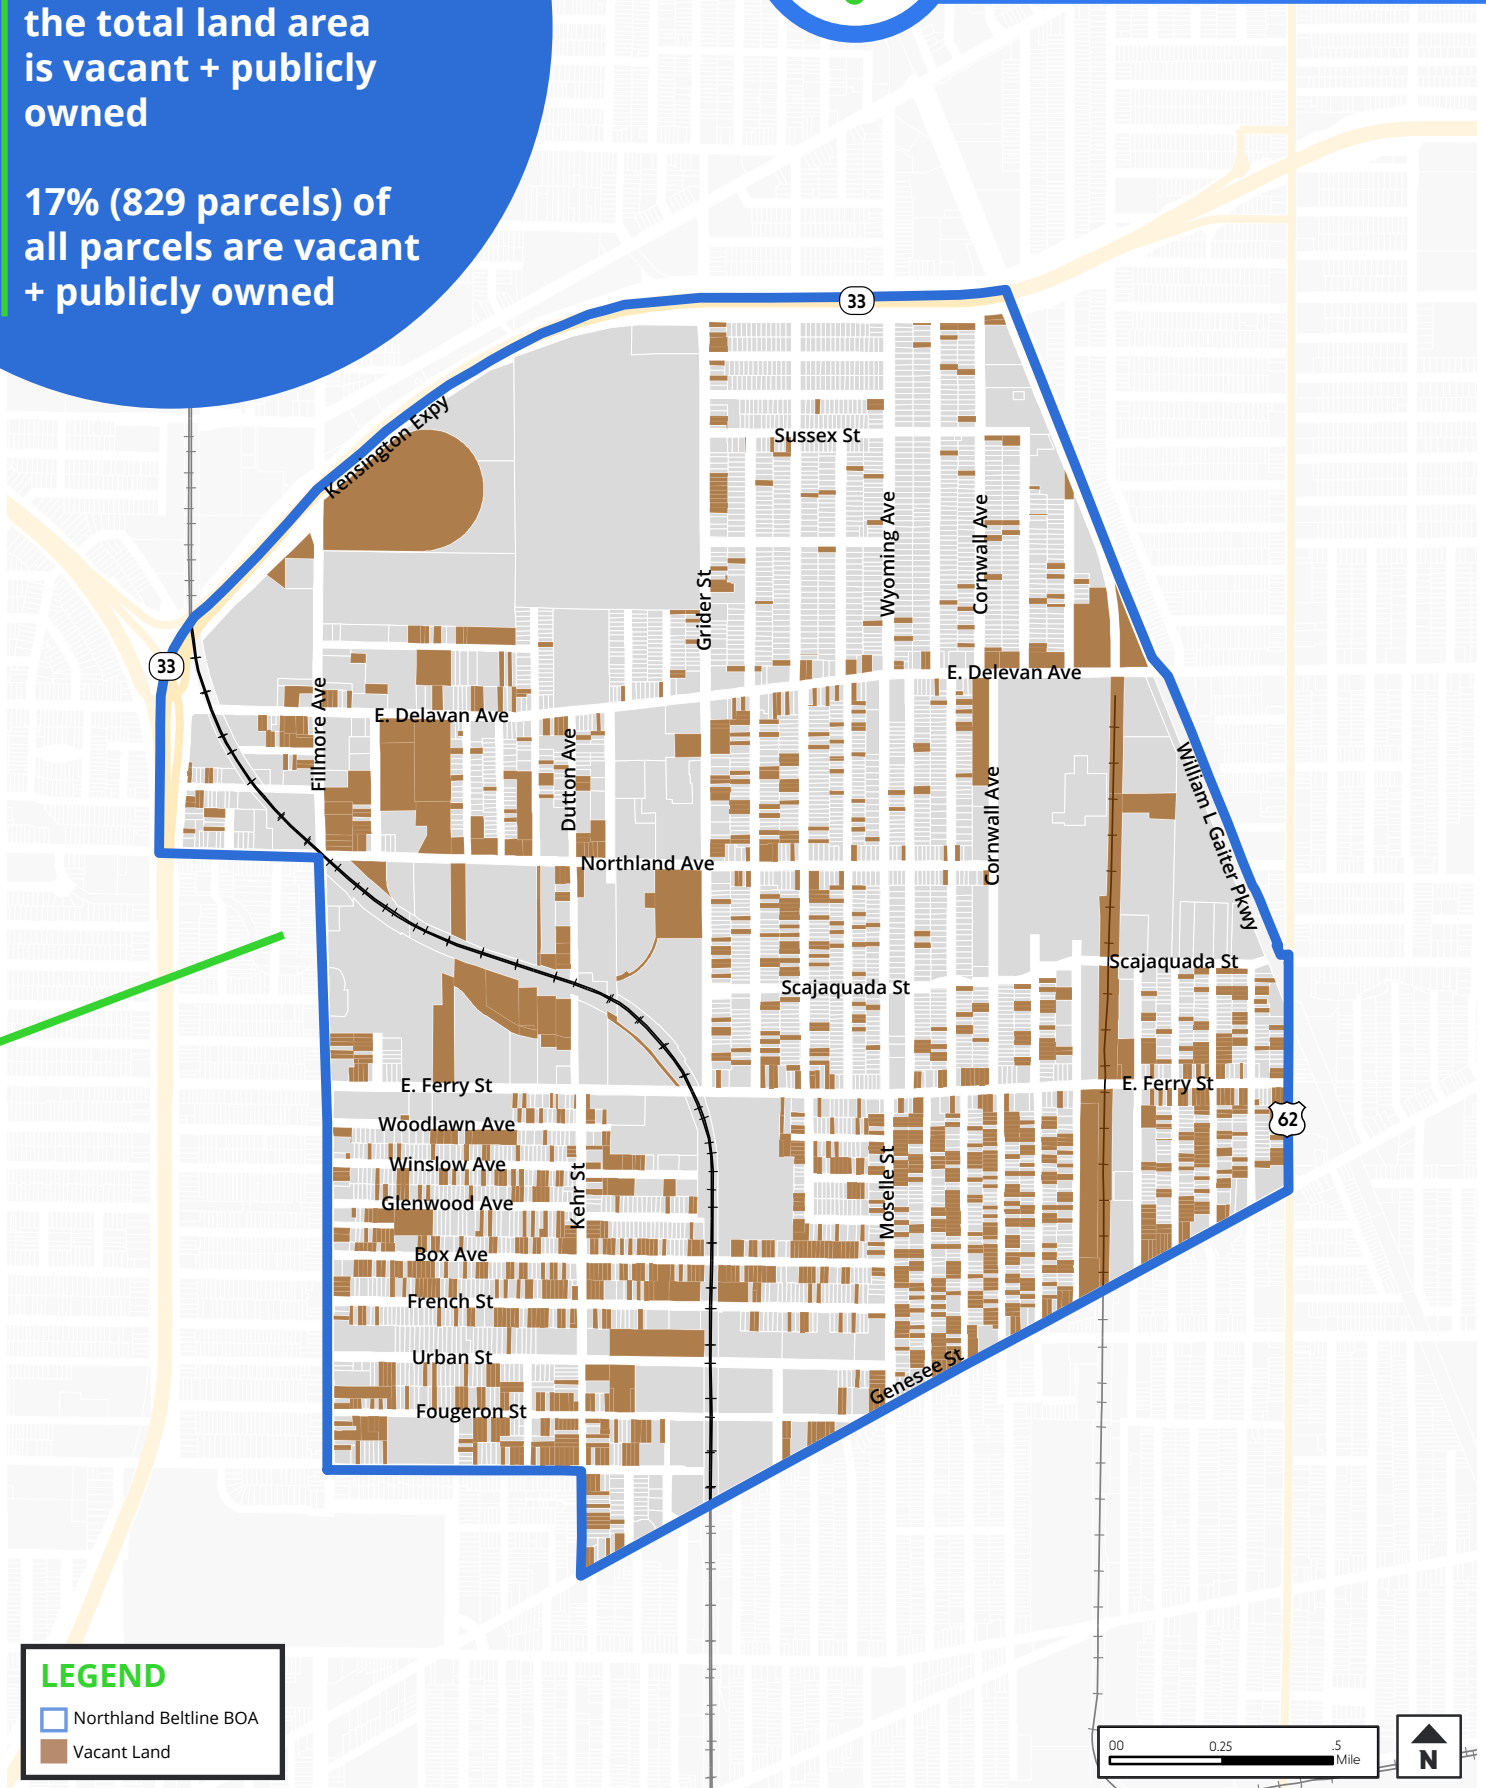 the total land area
is vacant + publicly
owned
17% (829 parcels) of
all parcels are vacant
+ publicly owned
33
Kensington Expy
Sussex St
Wyoming Ave
Cornwall Ave
Grider St
33
E. Delevan Ave
Fillmore Ave
E. Delavan Ave
Dutton Ave
William L Gaiter Pkwy
Cornwall Ave
Northland Ave
Scajaquada St
Scajaquada St
E. Ferry St
E. Ferry St
62
Woodlawn Ave
Winslow Ave
Kehr St
Moselle St
Glenwood Ave
Box Ave
French St
Urban St
Genesee St
Fougeron St
LEGEND
Northland Beltline BOA
Vacant Land
00 0.25 .5
Mile
N